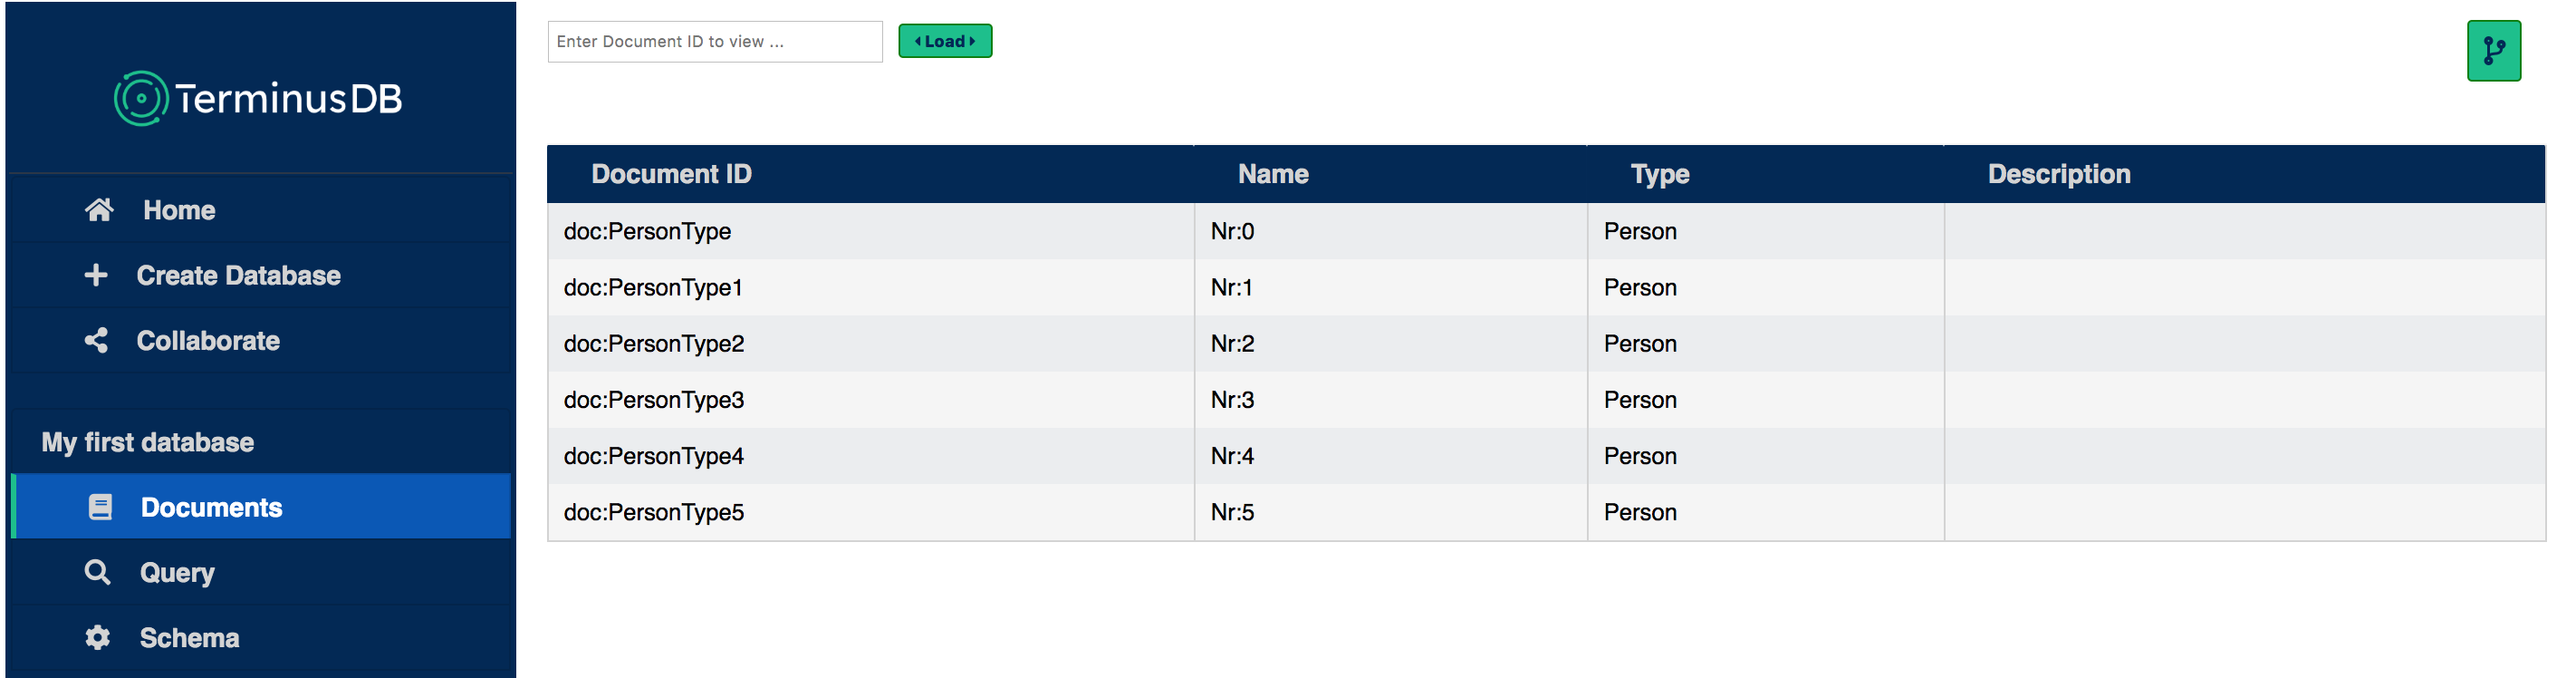 TerminusDB
Home
Create Database
Collaborate
My first database
Documents
Query
Schema
Enter Document ID to view ...
Load
Document ID Name Type Description
doc:PersonType Nr:0 Person
doc:PersonType1 Nr:1 Person
doc:PersonType2 Nr:2 Person
doc:PersonType3 Nr:3 Person
doc:PersonType4 Nr:4 Person
doc:PersonType5 Nr:5 Person